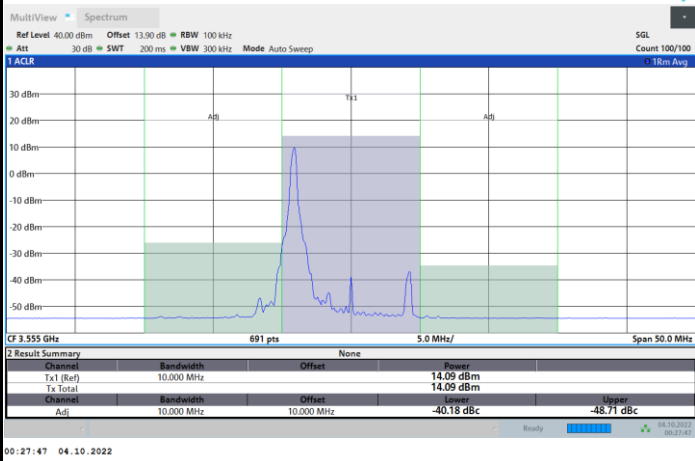 MultiView Spectrum
Ref Level 40.00 dBm Offset 13.90 dB RBW 100 kHz SGL
Att 30 dB SWT 200 ms VBW 300 kHz Mode Auto Sweep Count 100/100
1 ACLR 1Rm Avg
30 dBm
Tx1
20 dBm Adj Adj
10 dBm
0 dBm
-10 dBm
-20 dBm
-30 dBm
-40 dBm
-50 dBm
CF 3.555 GHz 691 pts 5.0 MHz/ Span 50.0 MHz
2 Result Summary None
Channel Bandwidth Offset Power
Tx1 (Ref) 10.000 MHz 14.09 dBm
Tx Total 14.09 dBm
Channel Bandwidth Offset Lower Upper
Adj 10.000 MHz 10.000 MHz -40.18 dBc -48.71 dBc
Ready 04.10.2022
00:27:47
00:27:47 04.10.2022